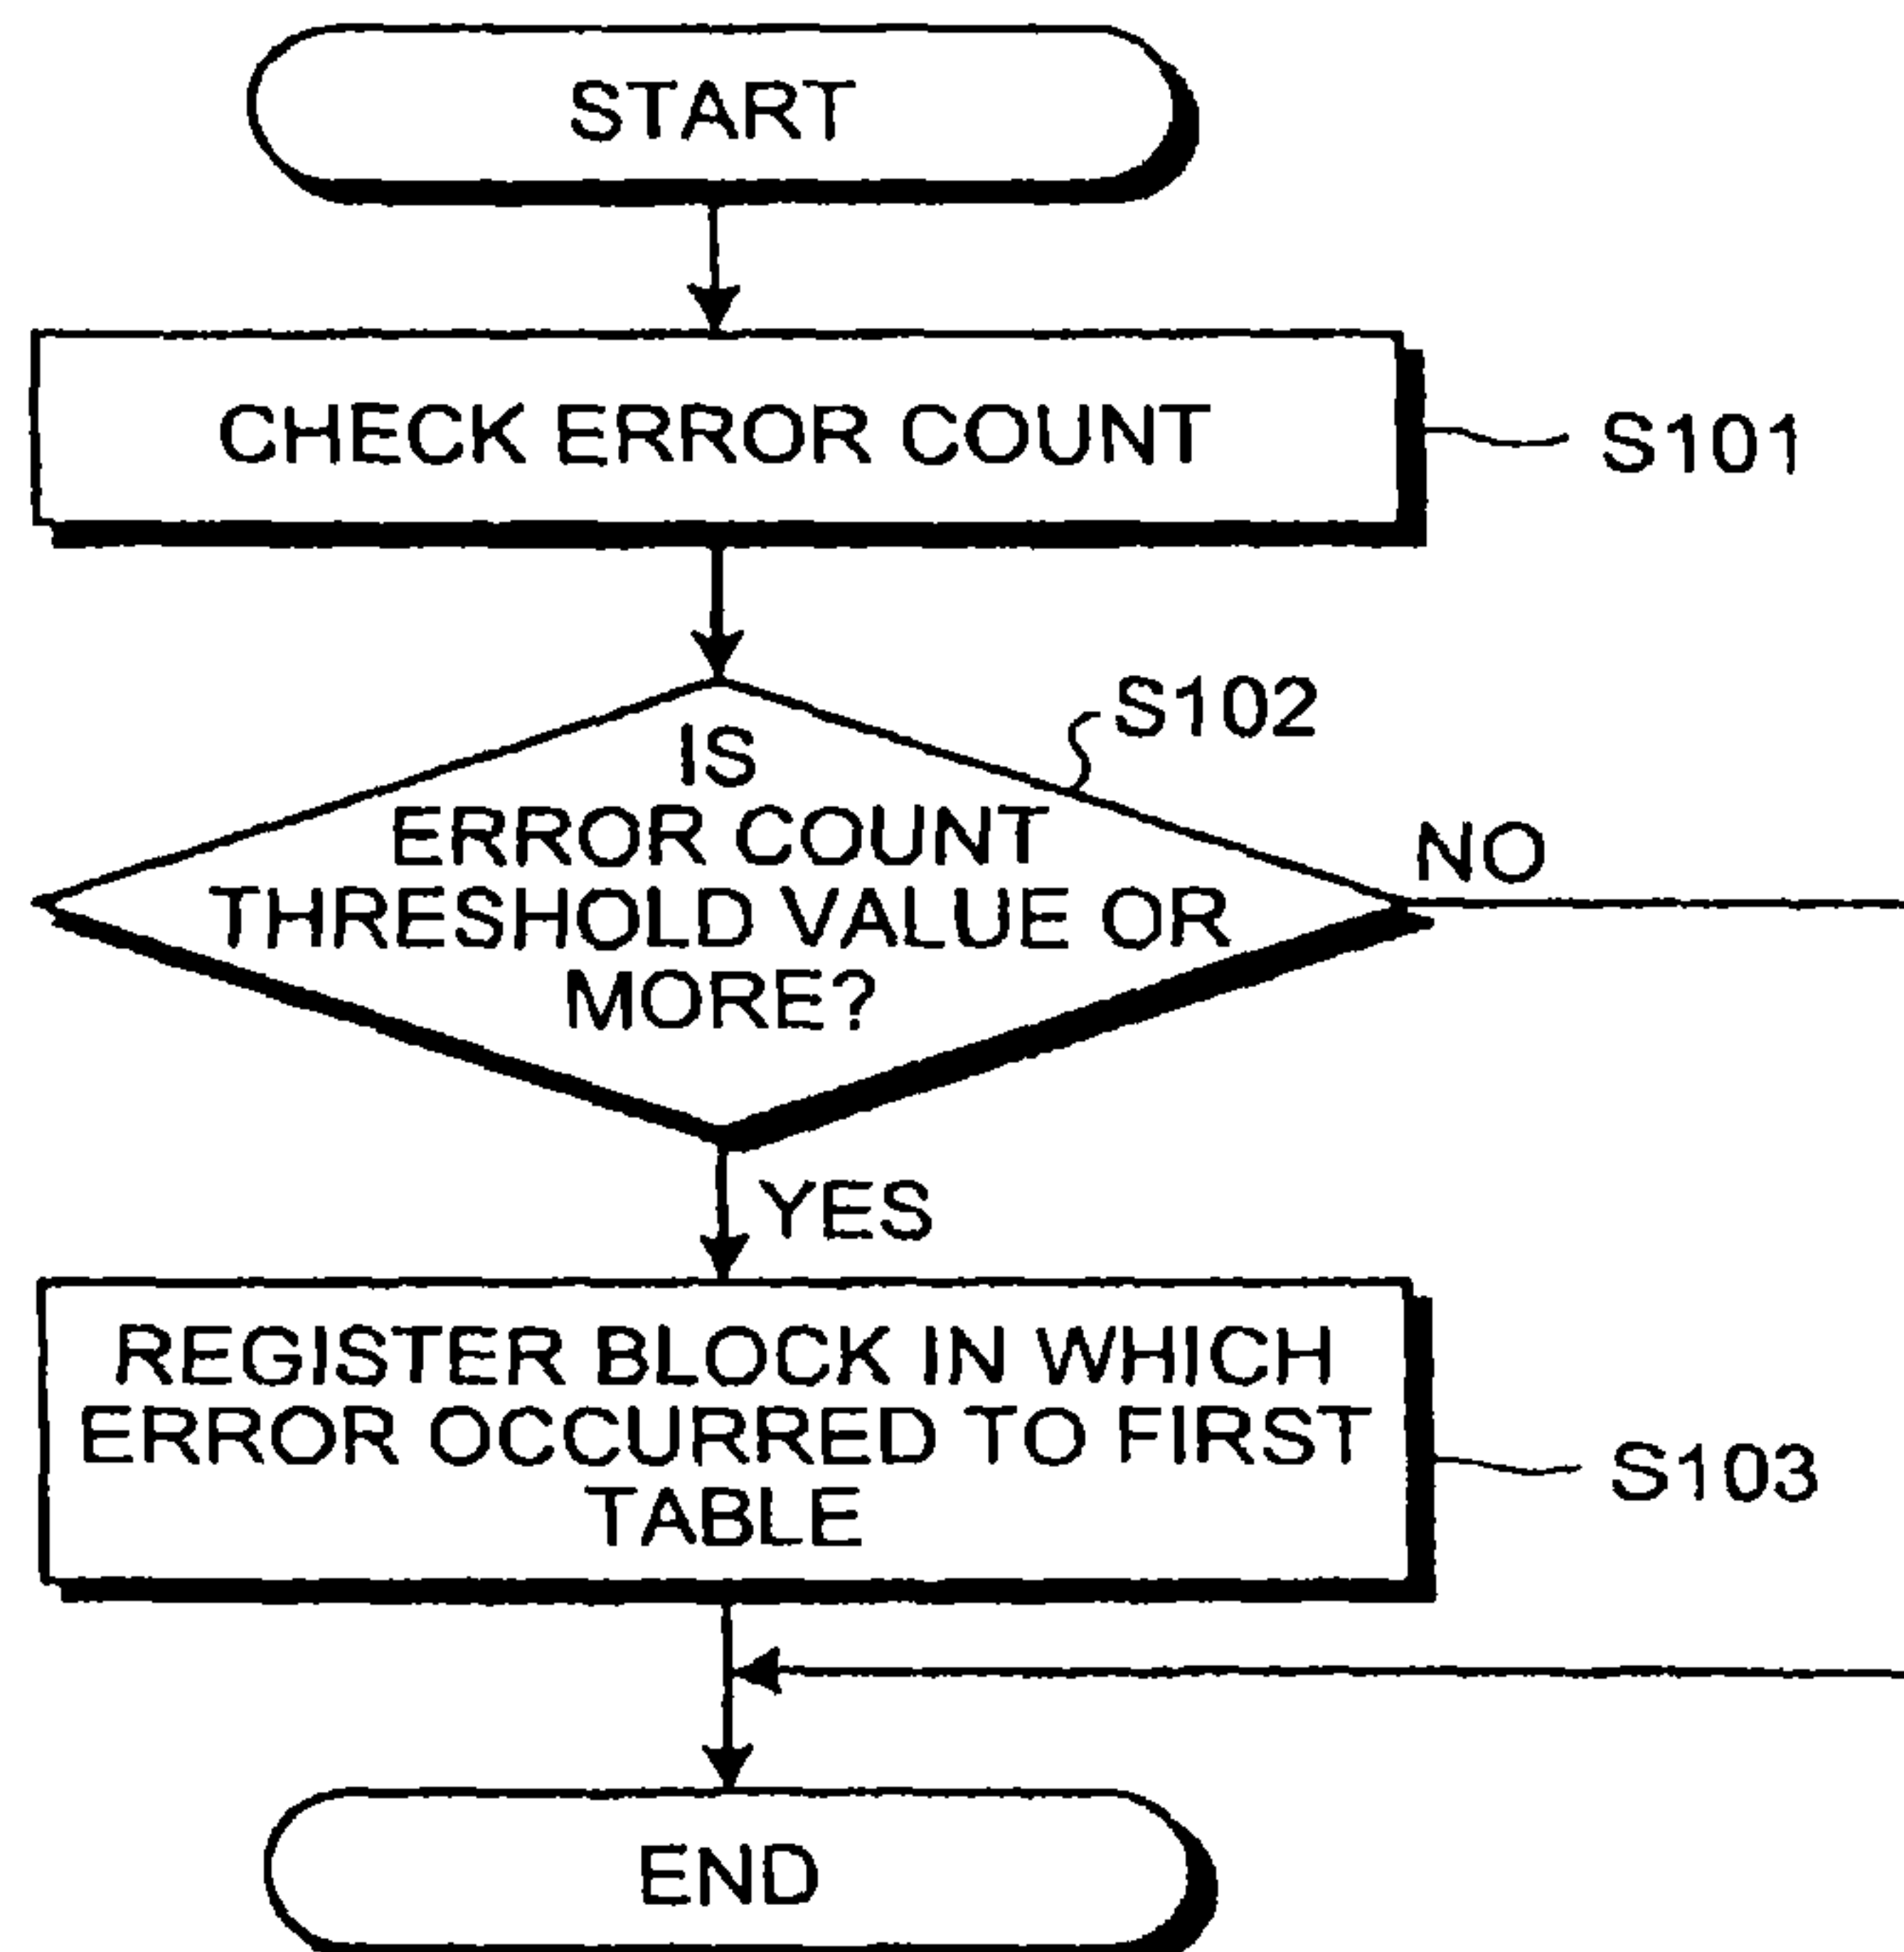 START
CHECK ERROR COUNT
S101
S102
IS
ERROR COUNT
THRESHOLD VALUE OR
MORE?
NO
YES
REGISTER BLOCK IN WHICH
ERROR OCCURRED TO FIRST
TABLE
S103
END